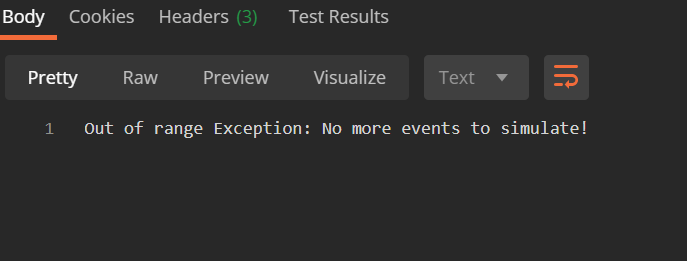 Body Cookies Headers (3) Test Results
Pretty Raw Preview Visualize Text
1 Out of range Exception: No more events to simulate!